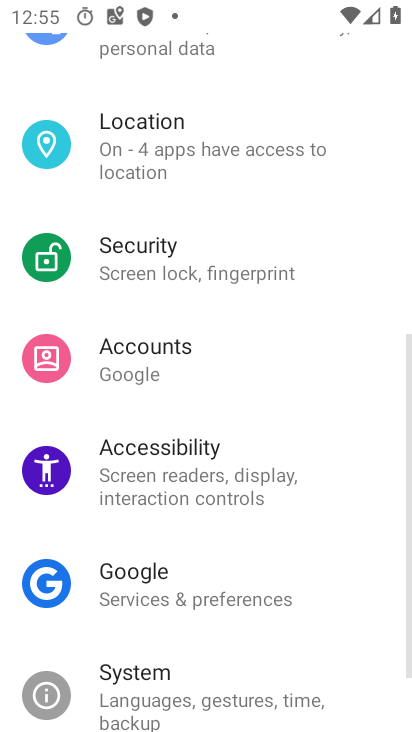 12:55
personal data
Location
On - 4 apps have access to
location
Security
Screen lock, fingerprint
Accounts
Google
Accessibility
Screen readers, display,
interaction controls
Google
Services & preferences
System
Languages, gestures, time,
backup